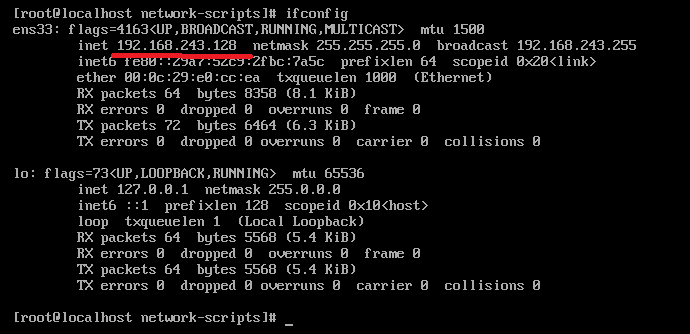 [root@localhost network-scripts]# ifconfig
ens33: flags=4163<UP,BROADCAST,RUNNING,MULTICAST>  mtu 1500
        inet 192.168.243.128  netmask 255.255.255.0  broadcast 192.168.243.255
        inet6 fe80::29a7:52c9:2fbc:7a5c  prefixlen 64  scopeid 0x20<link>
        ether 00:0c:29:e0:cc:ea  txqueuelen 1000  (Ethernet)
        RX packets 64  bytes 8358 (8.1 KiB)
        RX errors 0  dropped 0  overruns 0  frame 0
        TX packets 72  bytes 6464 (6.3 KiB)
        TX errors 0  dropped 0 overruns 0  carrier 0  collisions 0

lo: flags=73<UP,LOOPBACK,RUNNING>  mtu 65536
        inet 127.0.0.1  netmask 255.0.0.0
        inet6 ::1  prefixlen 128  scopeid 0x10<host>
        loop  txqueuelen 1  (Local Loopback)
        RX packets 64  bytes 5568 (5.4 KiB)
        RX errors 0  dropped 0  overruns 0  frame 0
        TX packets 64  bytes 5568 (5.4 KiB)
        TX errors 0  dropped 0 overruns 0  carrier 0  collisions 0

[root@localhost network-scripts]# _